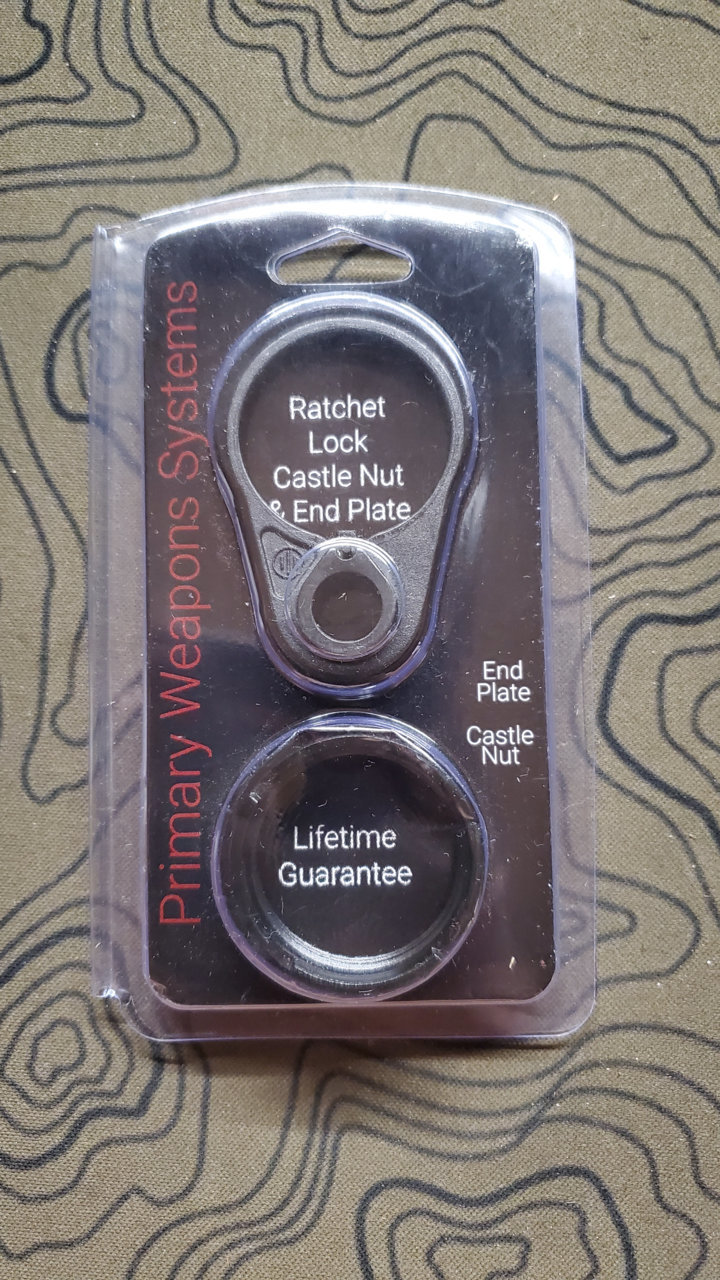 Primary Weapons Systems
Ratchet
Lock
Castle Nut
& End Plate
End
Plate
Castle
Nut
Lifetime
Guarantee